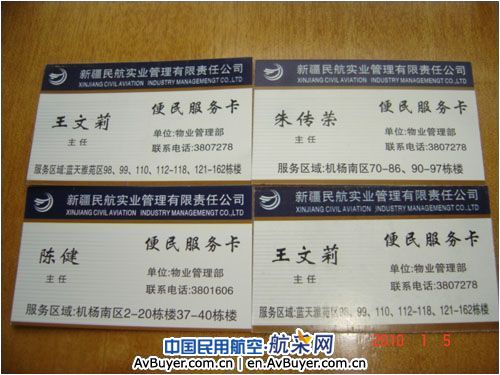 新疆民航实业管理有限责任公司
XINJIANG CIVIL AVIATION INDUSTRY MANAGEMENGT CO.,LTD
便民服务卡
王文莉
主任
单位:物业管理部
联系电话:3807278
服务区域:蓝天雅苑区98、99、110、112-118、121-162栋楼
新疆民航实业管理有限责任公司
XINJIANG CIVIL AVIATION INDUSTRY MANAGEMENGT CO.,LTD
便民服务卡
朱传荣
主任
单位:物业管理部
联系电话:3807278
服务区域:机杨南区70-86、90-97栋楼
新疆民航实业管理有限责任公司
XINJIANG CIVIL AVIATION INDUSTRY MANAGEMENGT CO.,LTD
便民服务卡
陈健
主任
单位:物业管理部
联系电话:3801606
服务区域:机杨南区2-20栋楼37-40栋楼
新疆民航实业管理有限责任公司
XINJIANG CIVIL AVIATION INDUSTRY MANAGEMENGT CO.,LTD
便民服务卡
王文莉
主任
单位:物业管理部
联系电话:3807278
服务区域:蓝天雅苑区98、99、110、112-118、121-162栋楼
2010 1 5
中国民用航空·航采网
AvBuyer.com.cn | en.AvBuyer.com.cn